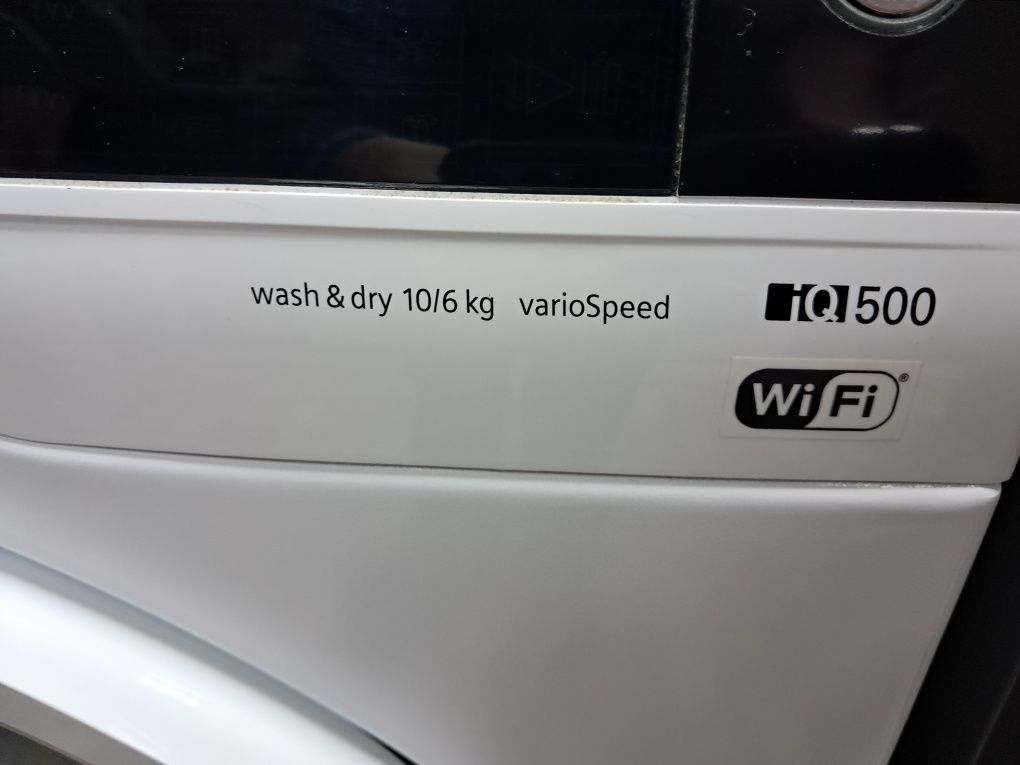 wash & dry 10/6 kg varioSpeed iQ500
WiFi®